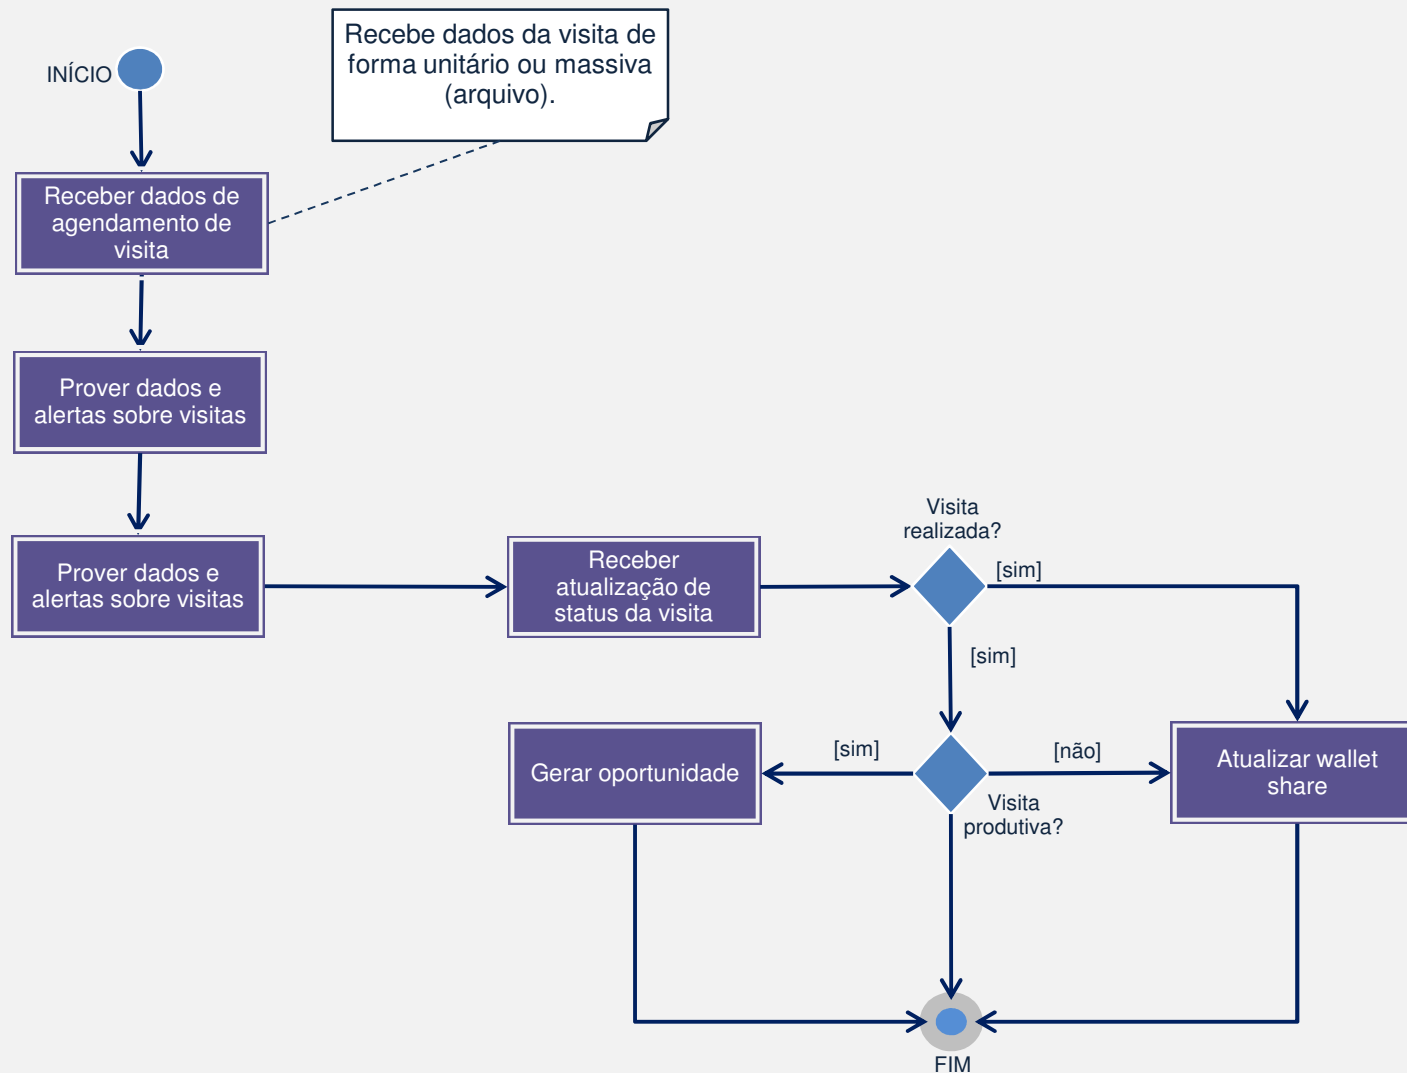 INÍCIO
Recebe dados da visita de
forma unitário ou massiva
(arquivo).
Receber dados de
agendamento de
visita
Prover dados e
alertas sobre visitas
Prover dados e
alertas sobre visitas
Receber
atualização de
status da visita
Visita
realizada?
[sim]
[sim]
Gerar oportunidade
[sim]
[não]
Visita
produtiva?
Atualizar wallet
share
FIM